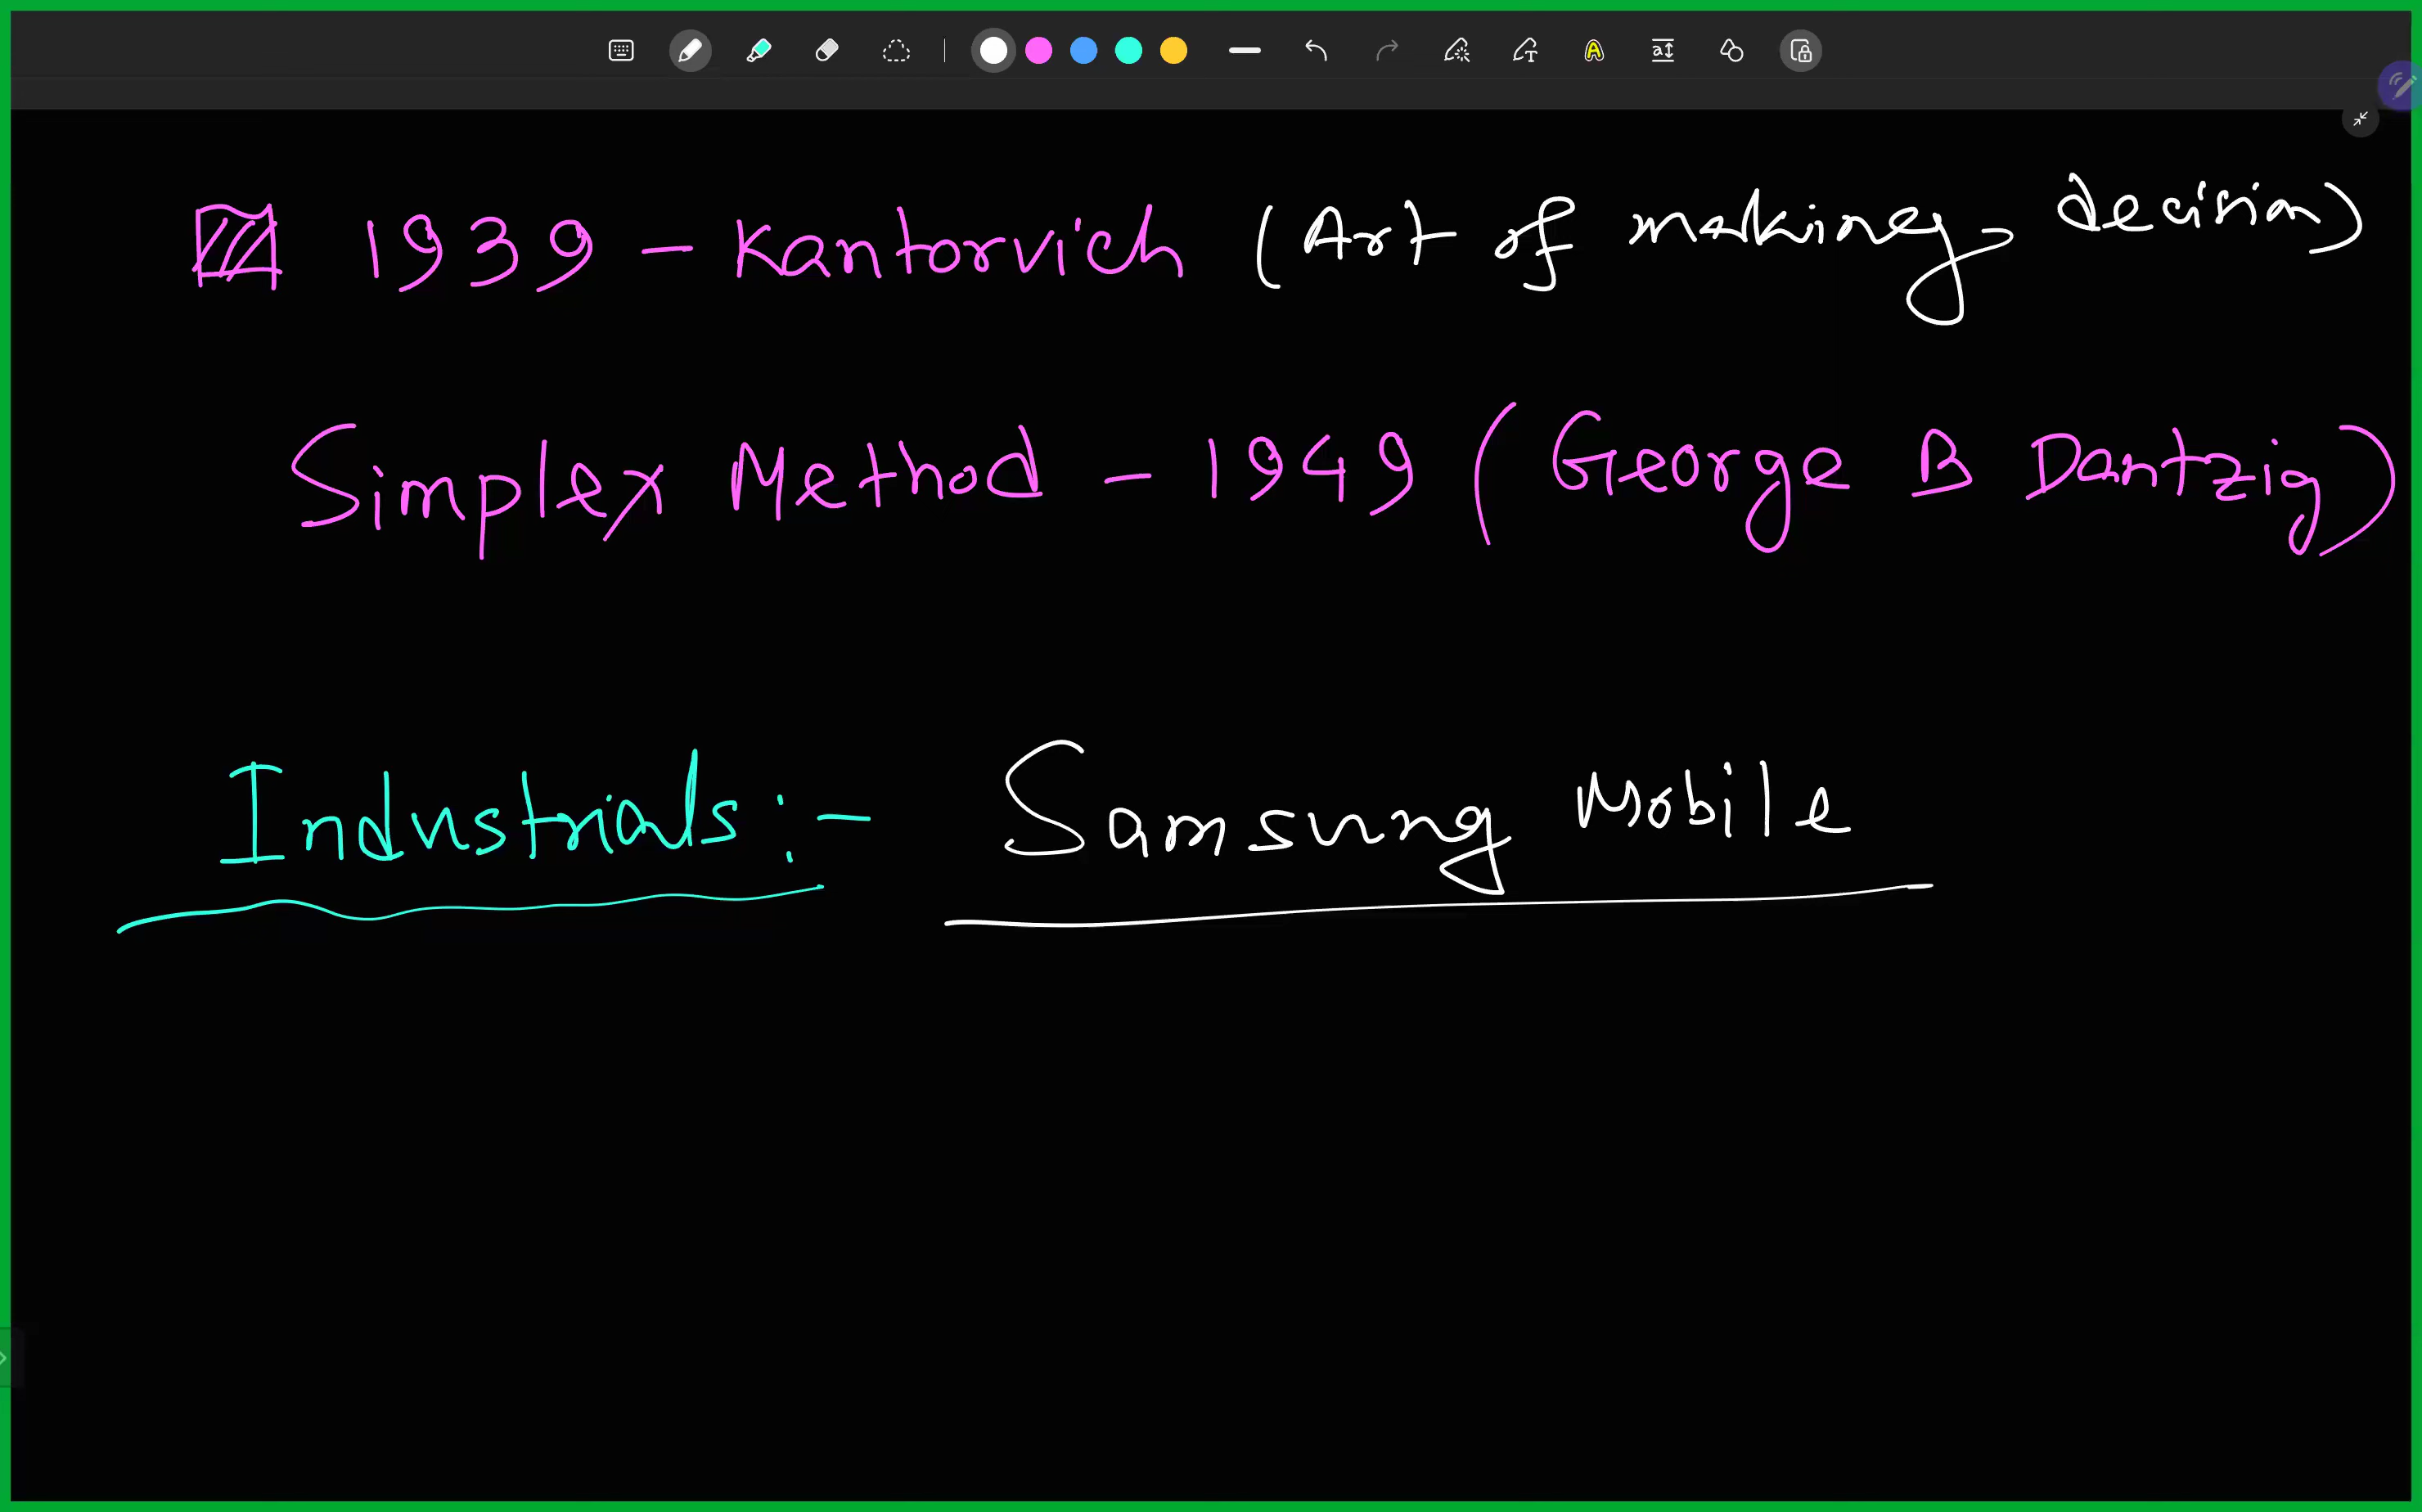 1939 - Kantorvich (Art of making decision)
Simplex Method - 1949 (George B Dantzig)
Industrials :- Samsung Mobile